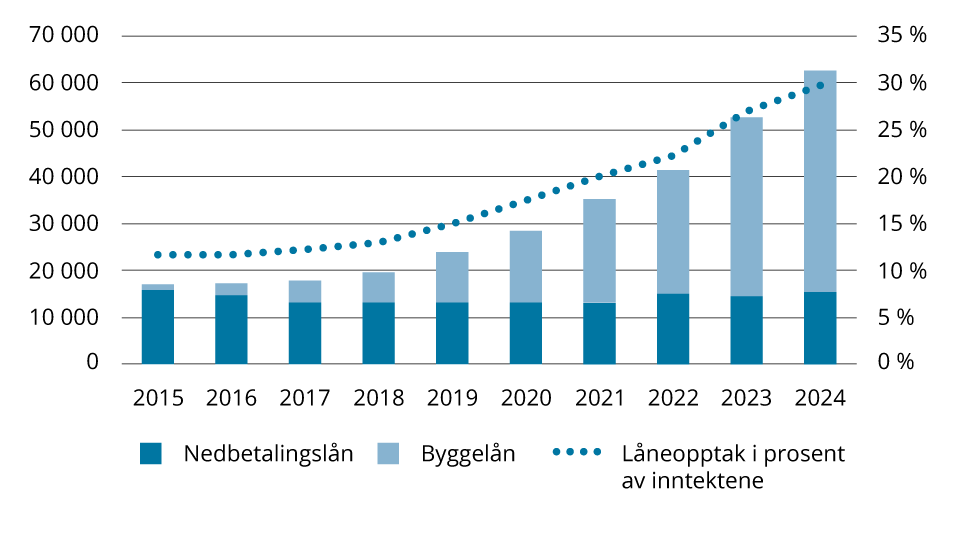 70 000 35 %
60 000 30 %
50 000 25 %
40 000 20 %
30 000 15 %
20 000 10 %
10 000 5 %
0 0 %
2015 2016 2017 2018 2019 2020 2021 2022 2023 2024
Nedbetalingslån Byggelån Låneopptak i prosent
av inntektene